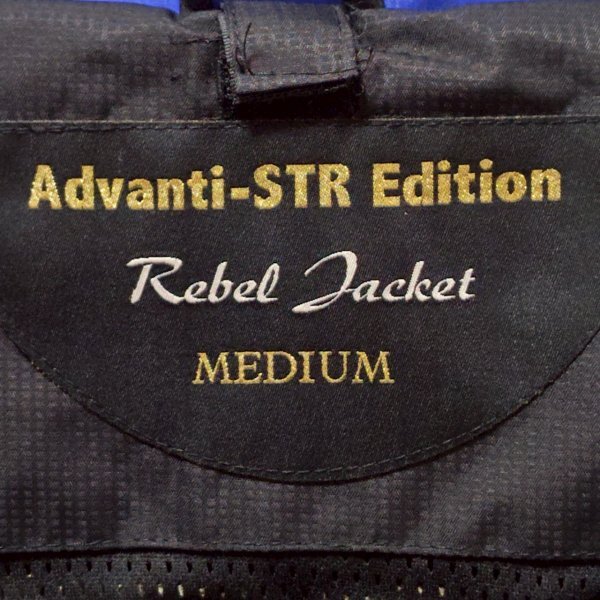 Advanti-STR Edition
Rebel Jacket
MEDIUM